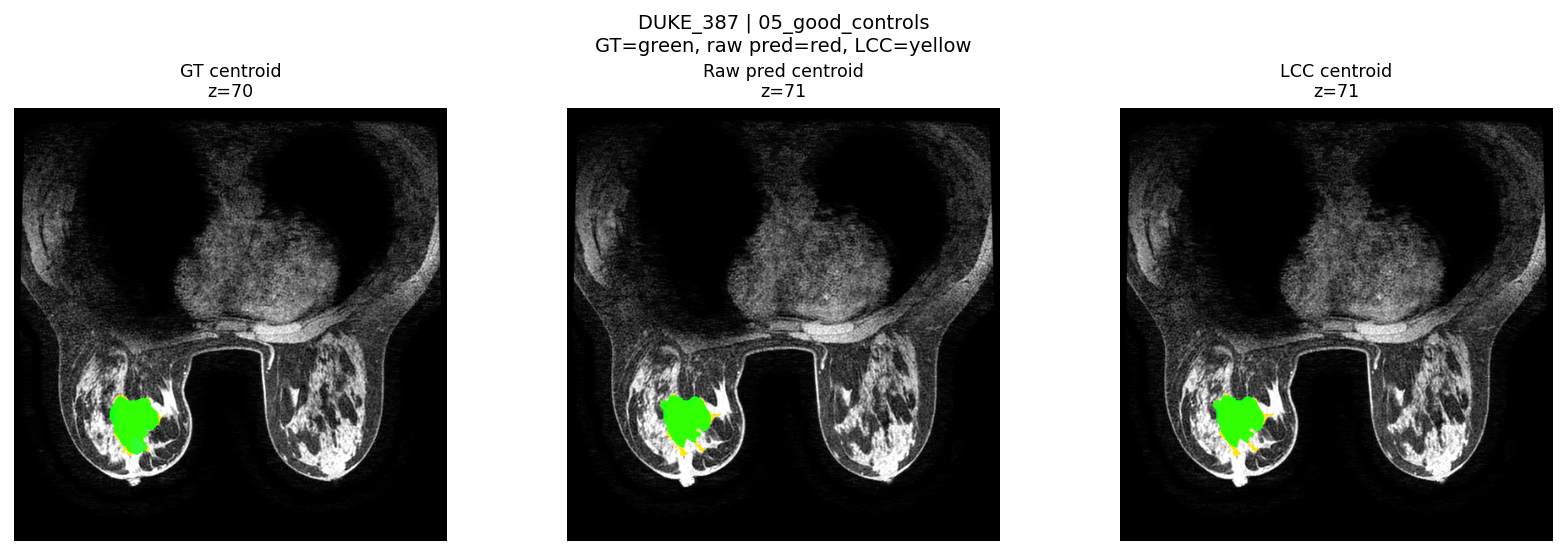 DUKE_387 | 05_good_controls
GT=green, raw pred=red, LCC=yellow
GT centroid
z=70
Raw pred centroid
z=71
LCC centroid
z=71